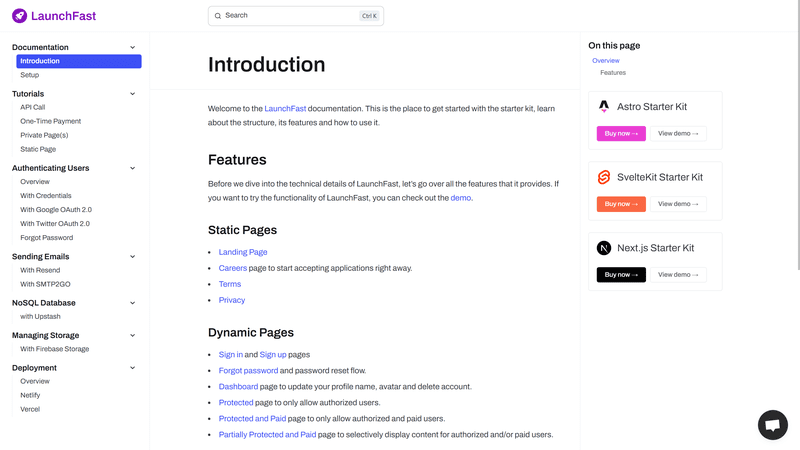 LaunchFast
Search
Ctrl K
Documentation
Introduction
Setup
Tutorials
API Call
One-Time Payment
Private Page(s)
Static Page
Authenticating Users
Overview
With Credentials
With Google OAuth 2.0
With Twitter OAuth 2.0
Forgot Password
Sending Emails
With Resend
With SMTP2GO
NoSQL Database
with Upstash
Managing Storage
With Firebase Storage
Deployment
Overview
Netlify
Vercel
Introduction
Welcome to the LaunchFast documentation. This is the place to get started with the starter kit, learn
about the structure, its features and how to use it.
Features
Before we dive into the technical details of LaunchFast, let's go over all the features that it provides. If
you want to try the functionality of LaunchFast, you can check out the demo.
Static Pages
• Landing Page
• Careers page to start accepting applications right away.
• Terms
• Privacy
Dynamic Pages
• Sign in and Sign up pages
• Forgot password and password reset flow.
• Dashboard page to update your profile name, avatar and delete account.
• Protected page to only allow authorized users.
• Protected and Paid page to only allow authorized and paid users.
• Partially Protected and Paid page to selectively display content for authorized and/or paid users.
On this page
Overview
Features
Astro Starter Kit
Buy now → View demo →
SvelteKit Starter Kit
Buy now → View demo →
Next.js Starter Kit
Buy now → View demo →